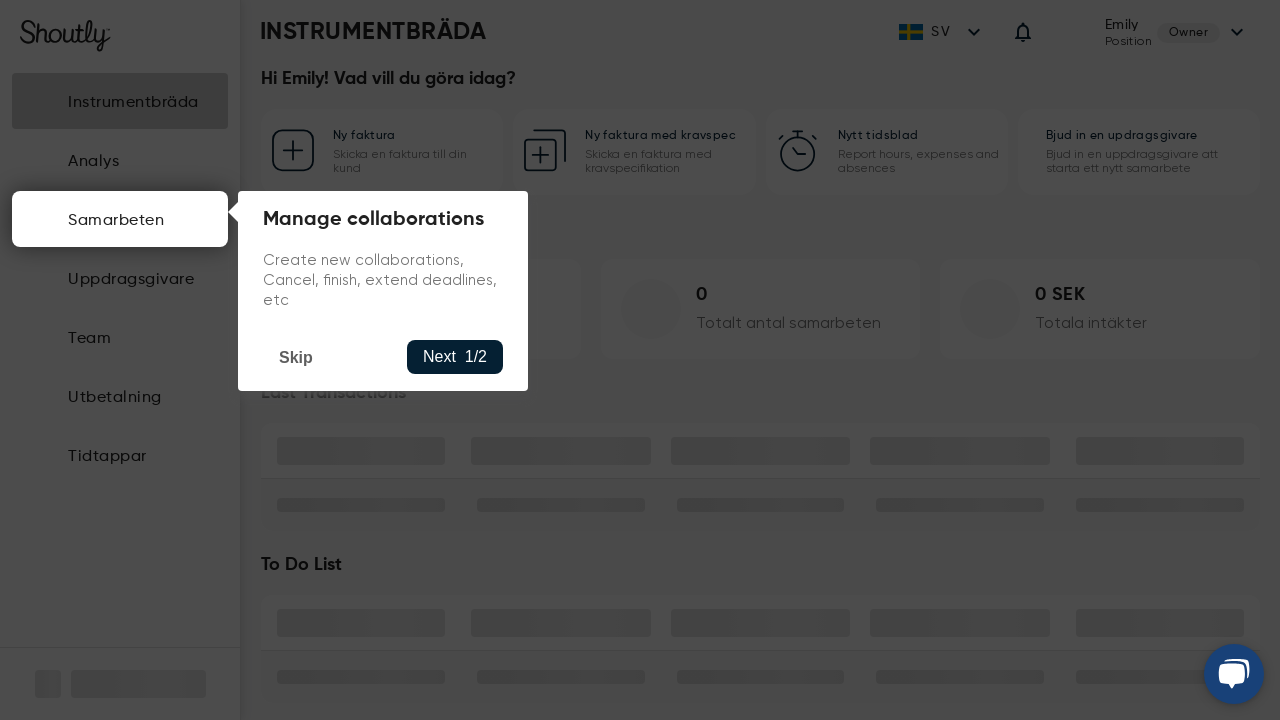 Shoutly
INSTRUMENTBRÄDA
SV
Emily
Position
Owner
Hi Emily! Vad vill du göra idag?
Instrumentbräda
Analys
Samarbeten
Uppdragsgivare
Team
Utbetalning
Tidtappar
Ny faktura
Skicka en faktura till din
kund
Ny faktura med kravspec
Skicka en faktura med
kravspecifikation
Nytt tidsblad
Report hours, expenses and
absences
Bjud in en updragsgivare
Bjud in en uppdragsgivare att
starta ett nytt samarbete
Manage collaborations
Create new collaborations,
Cancel, finish, extend deadlines,
etc
Skip
Next 1/2
0
Totalt antal samarbeten
0 SEK
Totala intäkter
Last Transactions
To Do List